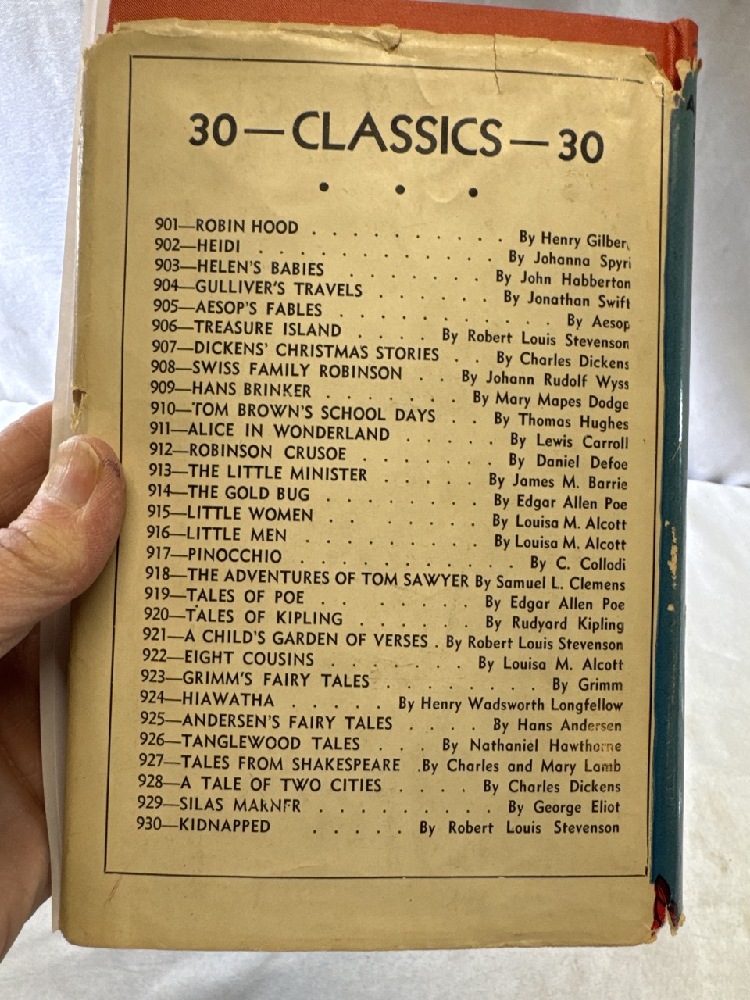 30—CLASSICS—30
901—ROBIN HOOD . . . . . . . . . . By Henry Gilber
902—HEIDI . . . . . . . . . . . . By Johanna Spyri
903—HELEN'S BABIES . . . . . . . By John Habberton
904—GULLIVER'S TRAVELS . . . . . . By Jonathan Swift
905—AESOP'S FABLES . . . . . . . . . . . By Aesop
906—TREASURE ISLAND . . . . By Robert Louis Stevenson
907—DICKENS' CHRISTMAS STORIES . . By Charles Dickens
908—SWISS FAMILY ROBINSON . . By Johann Rudolf Wyss
909—HANS BRINKER . . . . . . . By Mary Mapes Dodge
910—TOM BROWN'S SCHOOL DAYS . . By Thomas Hughes
911—ALICE IN WONDERLAND . . . . . By Lewis Carroll
912—ROBINSON CRUSOE . . . . . . . By Daniel Defoe
913—THE LITTLE MINISTER . . . . . By James M. Barrie
914—THE GOLD BUG . . . . . . . . By Edgar Allen Poe
915—LITTLE WOMEN . . . . . . . By Louisa M. Alcott
916—LITTLE MEN . . . . . . . . By Louisa M. Alcott
917—PINOCCHIO . . . . . . . . . . . By C. Collodi
918—THE ADVENTURES OF TOM SAWYER By Samuel L. Clemens
919—TALES OF POE . . . . . . . By Edgar Allen Poe
920—TALES OF KIPLING . . . . . . By Rudyard Kipling
921—A CHILD'S GARDEN OF VERSES . By Robert Louis Stevenson
922—EIGHT COUSINS . . . . . . . By Louisa M. Alcott
923—GRIMM'S FAIRY TALES . . . . . . . . By Grimm
924—HIAWATHA . . . . . By Henry Wadsworth Longfellow
925—ANDERSEN'S FAIRY TALES . . . . By Hans Andersen
926—TANGLEWOOD TALES . . . By Nathaniel Hawthorne
927—TALES FROM SHAKESPEARE .By Charles and Mary Lamb
928—A TALE OF TWO CITIES . . . . By Charles Dickens
929—SILAS MARNER . . . . . . . . . By George Eliot
930—KIDNAPPED . . . . . By Robert Louis Stevenson